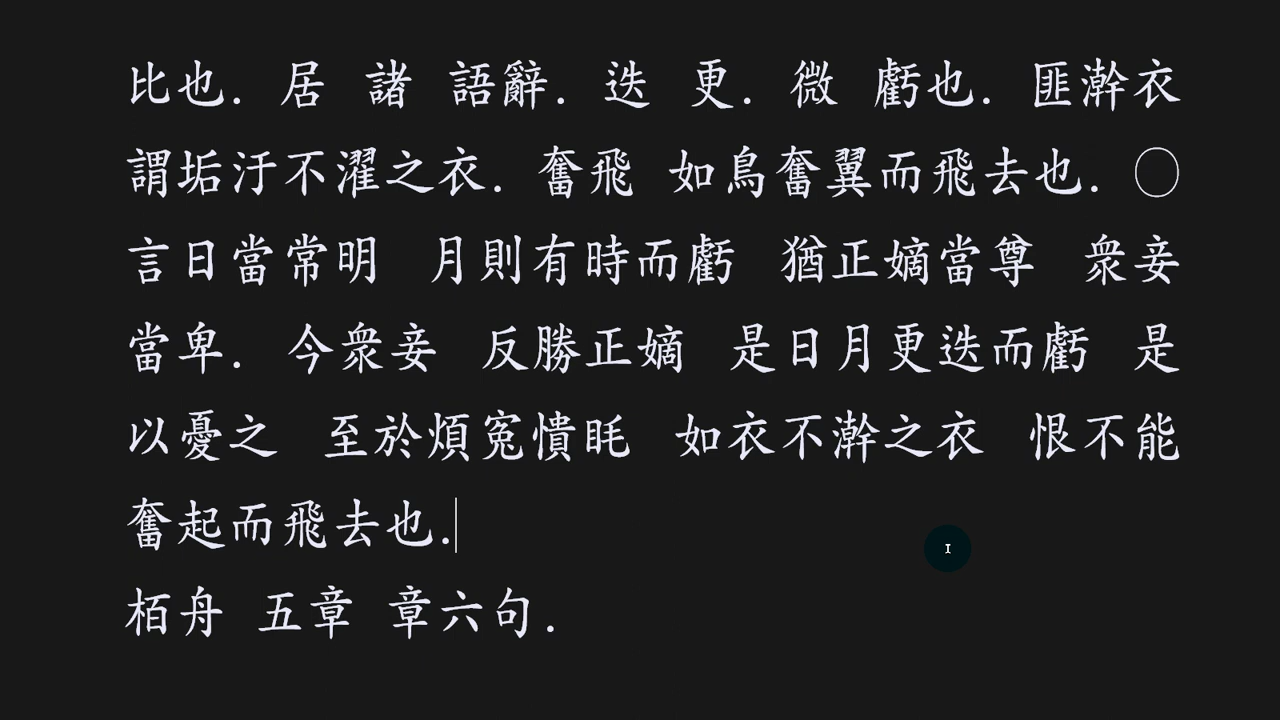 比也. 居 諸 語辭. 迭 更. 微 虧也. 匪澣衣
謂垢汙不濯之衣. 奮飛 如鳥奮翼而飛去也. ○
言日當常明 月則有時而虧 猶正嫡當尊 衆妾
當卑. 今衆妾 反勝正嫡 是日月更迭而虧 是
以憂之 至於煩寃憒眊 如衣不澣之衣 恨不能
奮起而飛去也.
栢舟 五章 章六句.